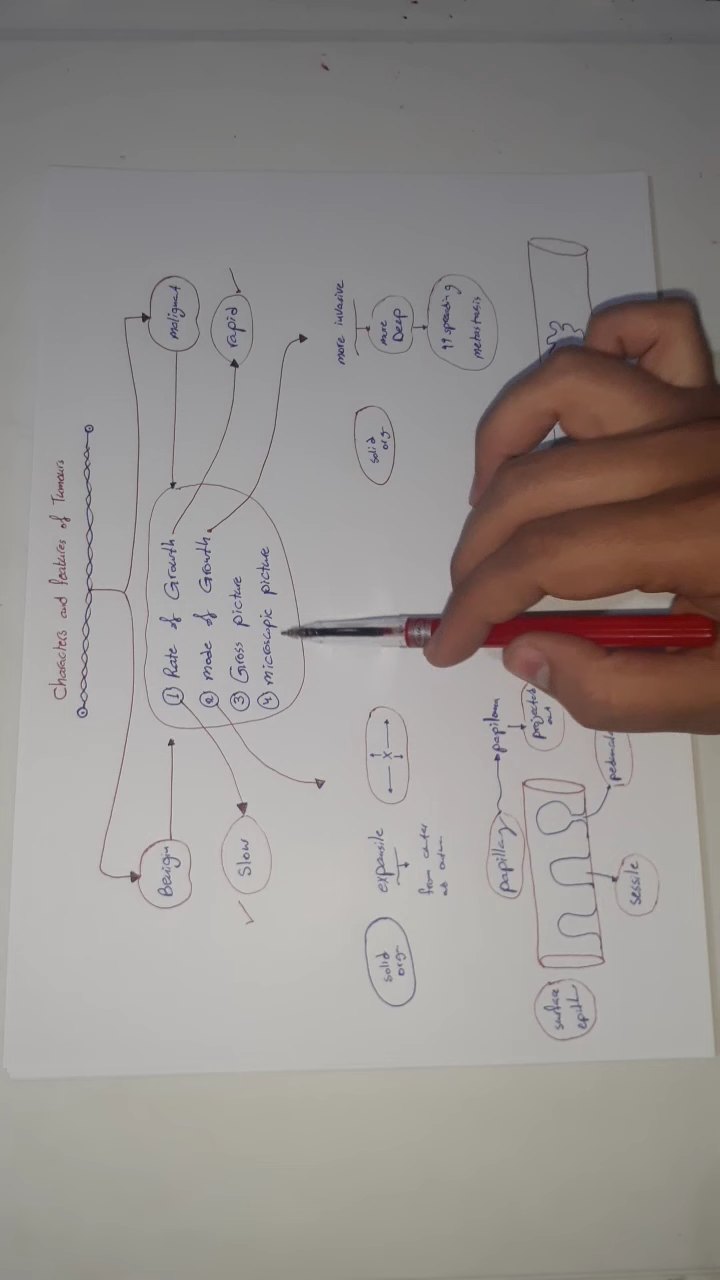 Characters and features of Tumours
Benign
malignant
① Rate of Growth
② mode of Growth
③ Gross picture
④ microscopic picture
Slow
rapid
solid
org
expansile
from center
x
solid
org
more invasive
more
Deep
↑↑ spreading
metastasis
surface
epith
papillary
papilloma
projected
out
sessile